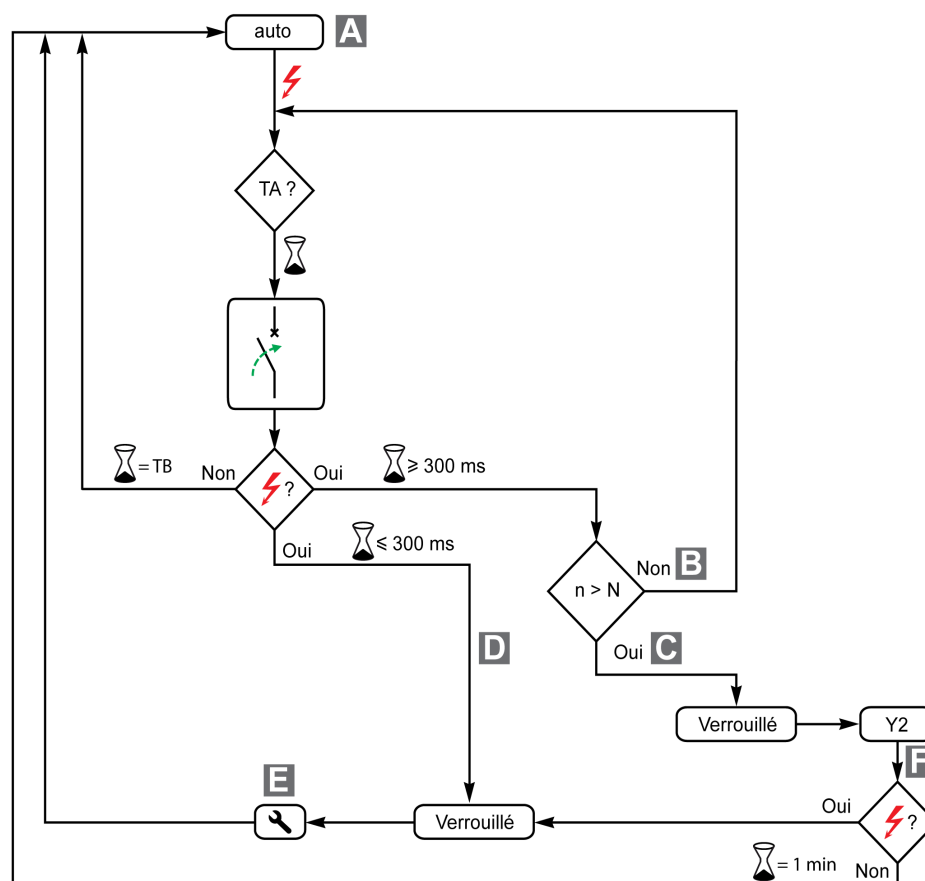 auto
A
TA ?
= TB
Non
Oui
≥ 300 ms
?
Oui
≤ 300 ms
n > N
Non
B
Oui
C
D
Verrouillé
Y2
F
E
Verrouillé
Oui
?
= 1 min
Non